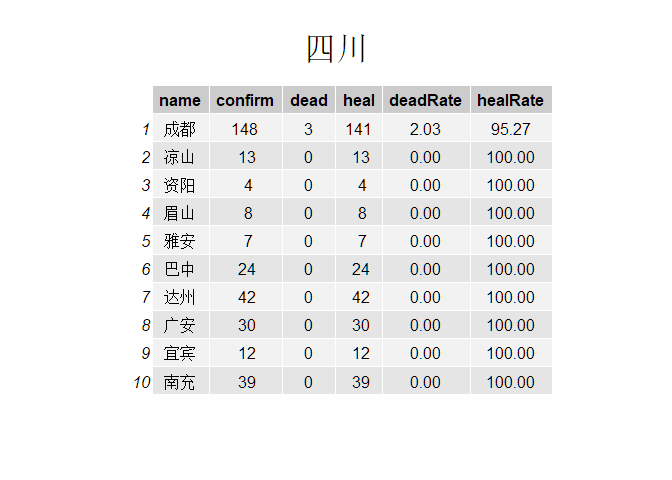 四川
name confirm dead heal deadRate healRate
1 成都 148 3 141 2.03 95.27
2 凉山 13 0 13 0.00 100.00
3 资阳 4 0 4 0.00 100.00
4 眉山 8 0 8 0.00 100.00
5 雅安 7 0 7 0.00 100.00
6 巴中 24 0 24 0.00 100.00
7 达州 42 0 42 0.00 100.00
8 广安 30 0 30 0.00 100.00
9 宜宾 12 0 12 0.00 100.00
10 南充 39 0 39 0.00 100.00